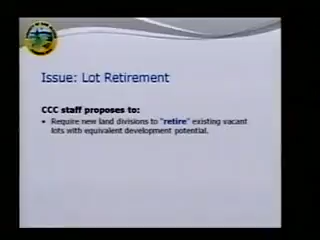 Issue: Lot Retirement
CCC staff proposes to:
• Require new land divisions to "retire" existing vacant
lots with equivalent development potential.